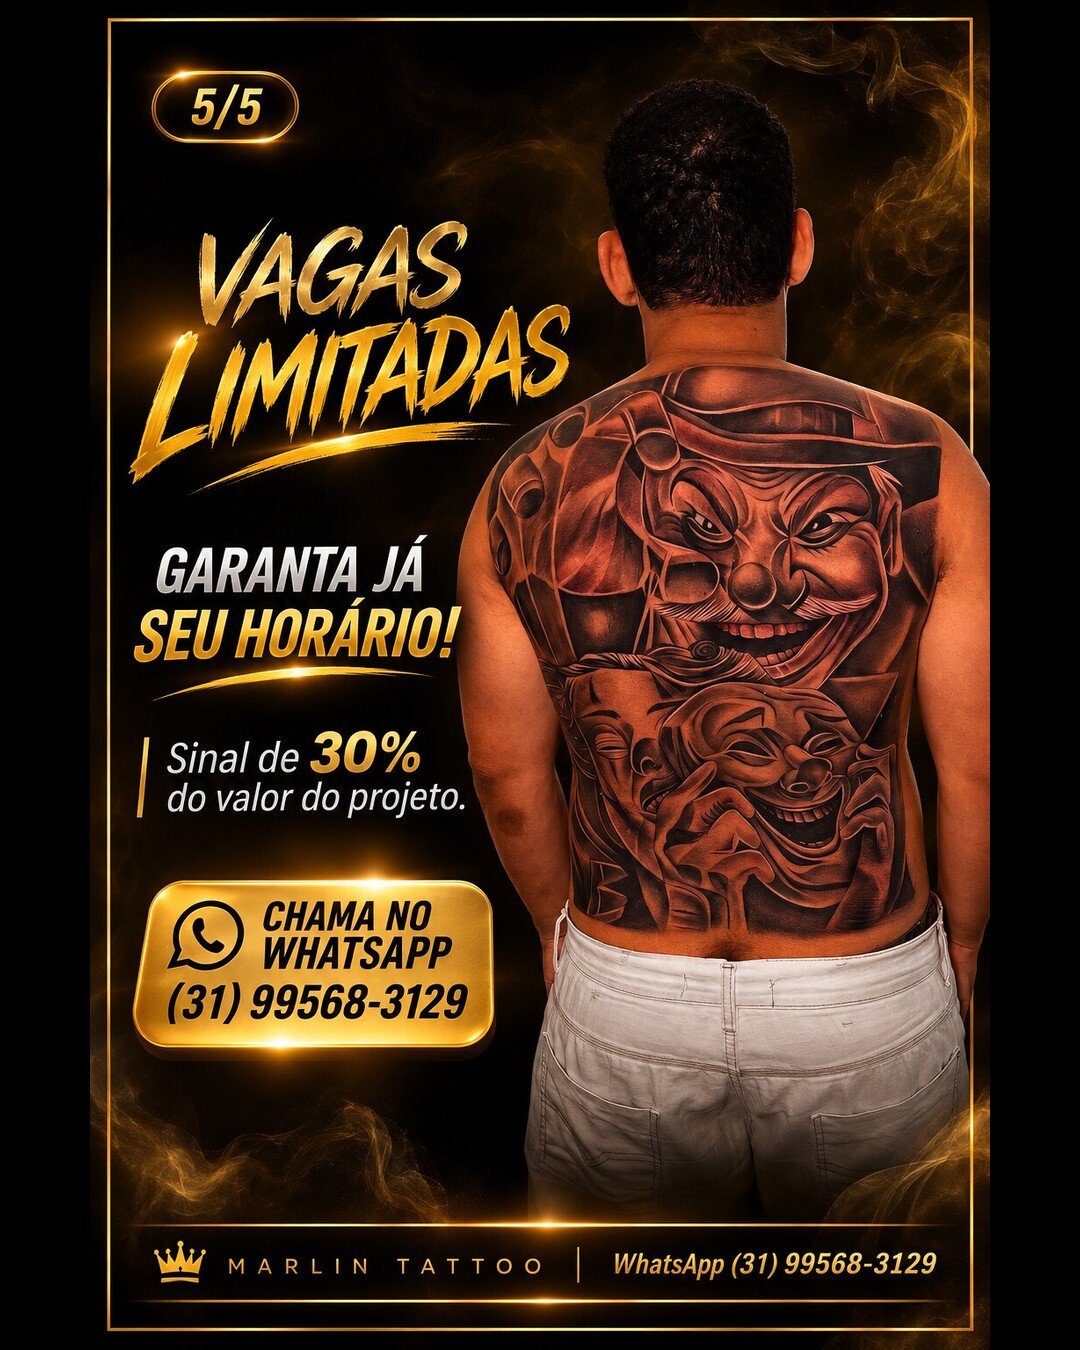 5/5
VAGAS
LIMITADAS
GARANTA JÁ
SEU HORÁRIO!
Sinal de 30%
do valor do projeto.
CHAMA NO
WHATSAPP
(31) 99568-3129
MARLIN TATTOO | WhatsApp (31) 99568-3129